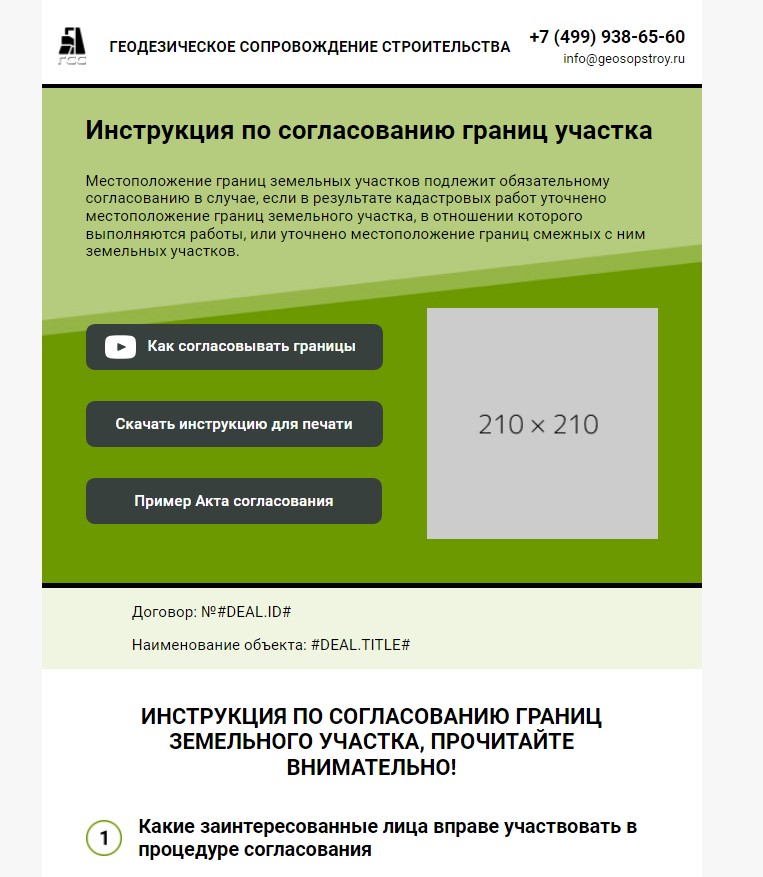 ГСС
ГЕОДЕЗИЧЕСКОЕ СОПРОВОЖДЕНИЕ СТРОИТЕЛЬСТВА
+7 (499) 938-65-60
info@geosopstroy.ru
Инструкция по согласованию границ участка
Местоположение границ земельных участков подлежит обязательному
согласованию в случае, если в результате кадастровых работ уточнено
местоположение границ земельного участка, в отношении которого
выполняются работы, или уточнено местоположение границ смежных с ним
земельных участков.
Как согласовывать границы
Скачать инструкцию для печати
Пример Акта согласования
210 × 210
Договор: №#DEAL.ID#
Наименование объекта: #DEAL.TITLE#
ИНСТРУКЦИЯ ПО СОГЛАСОВАНИЮ ГРАНИЦ
ЗЕМЕЛЬНОГО УЧАСТКА, ПРОЧИТАЙТЕ
ВНИМАТЕЛЬНО!
1
Какие заинтересованные лица вправе участвовать в
процедуре согласования